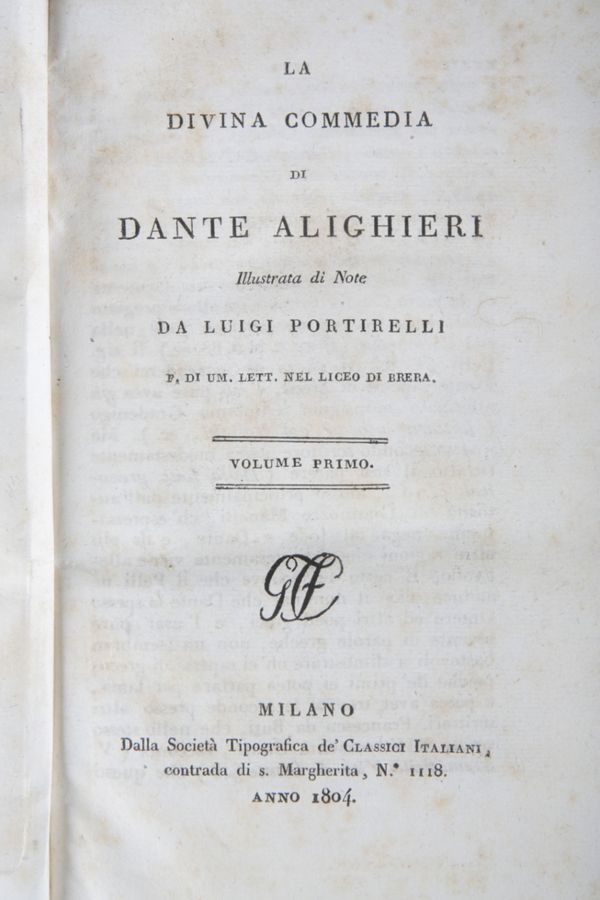 LA
DIVINA COMMEDIA
DI
DANTE ALIGHIERI
Illustrata di Note
DA LUIGI PORTIRELLI
P. DI UM. LETT. NEL LICEO DI BRERA.
VOLUME PRIMO.
MILANO
Dalla Società Tipografica de' CLASSICI ITALIANI,
contrada di s. Margherita, N.° 1118.
ANNO 1804.